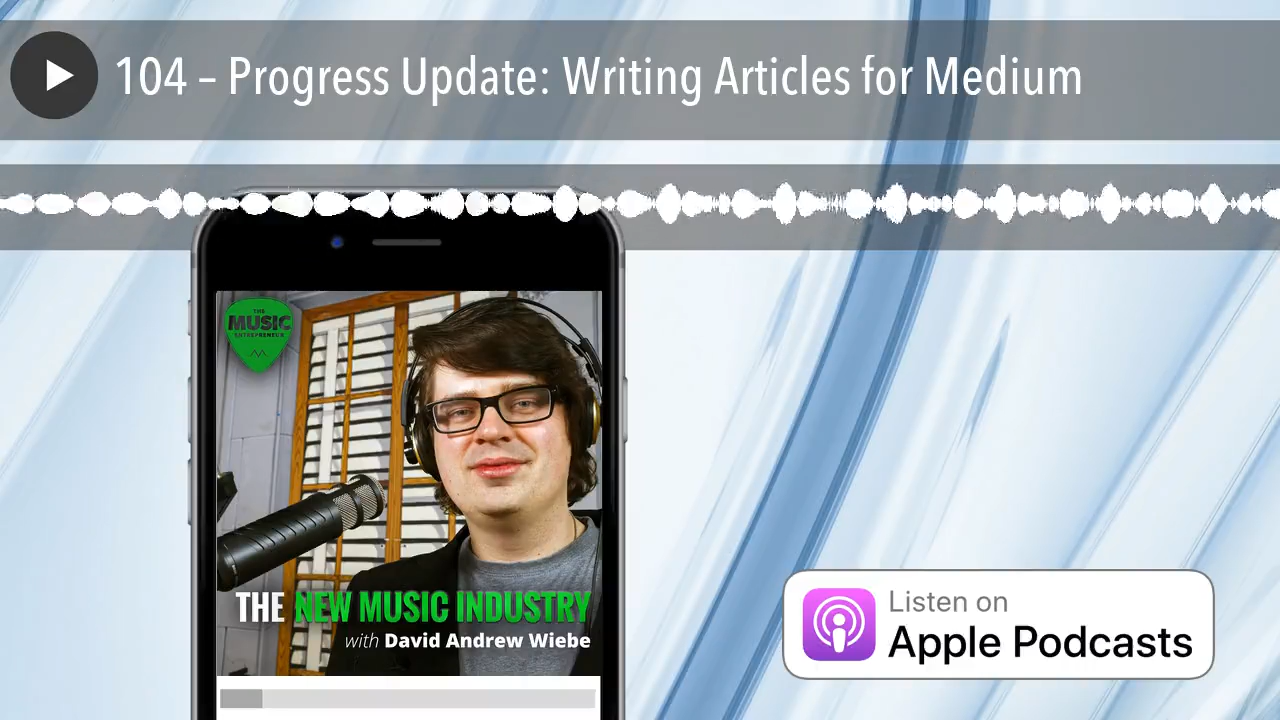 104 – Progress Update: Writing Articles for Medium
THE
MUSIC
ENTREPRENEUR
THE NEW MUSIC INDUSTRY
with David Andrew Wiebe
Listen on
Apple Podcasts